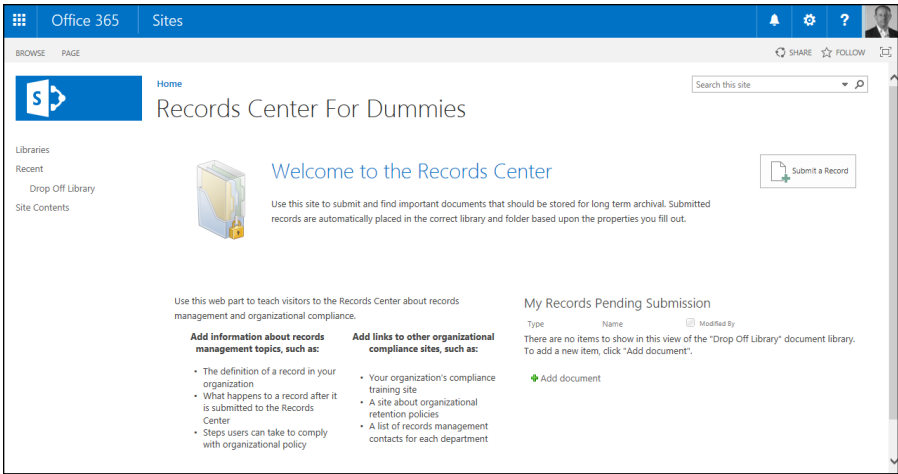 Office 365 Sites ?
BROWSE PAGE SHARE FOLLOW
S
Home
Search this site
Records Center For Dummies
Libraries
Recent
Drop Off Library
Site Contents
Welcome to the Records Center
Submit a Record
Use this site to submit and find important documents that should be stored for long term archival. Submitted
records are automatically placed in the correct library and folder based upon the properties you fill out.
Use this web part to teach visitors to the Records Center about records
management and organizational compliance.
Add information about records
management topics, such as:
• The definition of a record in your
organization
• What happens to a record after it
is submitted to the Records
Center
• Steps users can take to comply
with organizational policy
Add links to other organizational
compliance sites, such as:
• Your organization's compliance
training site
• A site about organizational
retention policies
• A list of records management
contacts for each department
My Records Pending Submission
Type Name Modified By
There are no items to show in this view of the "Drop Off Library" document library.
To add a new item, click "Add document".
Add document